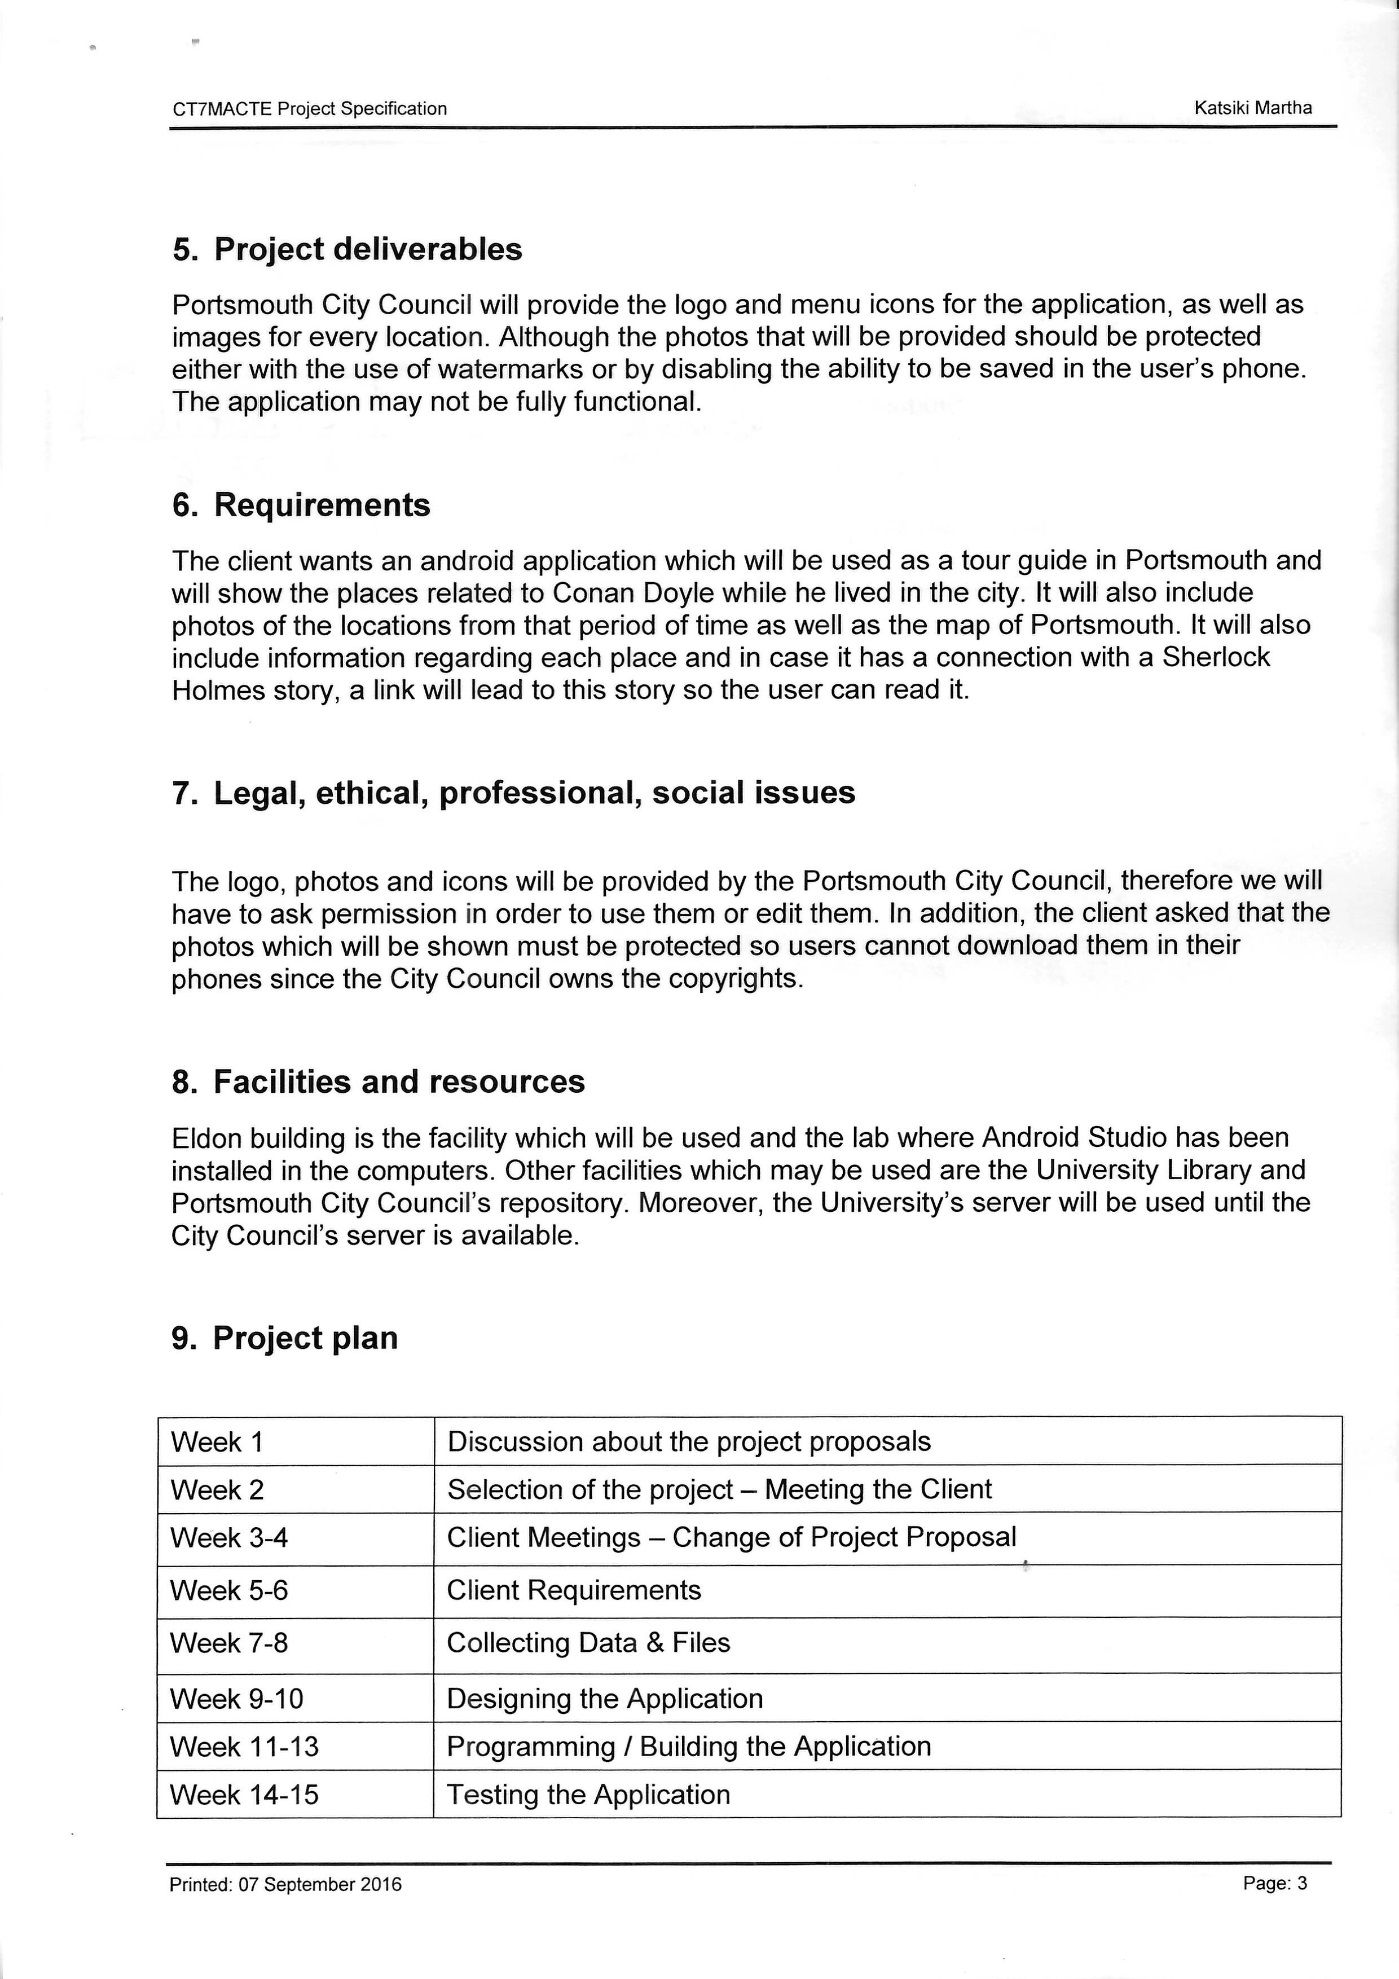 CT7MACTE Project Specification Katsiki Martha
5. Project deliverables
Portsmouth City Council will provide the logo and menu icons for the application, as well as
images for every location. Although the photos that will be provided should be protected
either with the use of watermarks or by disabling the ability to be saved in the user's phone.
The application may not be fully functional.
6. Requirements
The client wants an android application which will be used as a tour guide in Portsmouth and
will show the places related to Conan Doyle while he lived in the city. It will also include
photos of the locations from that period of time as well as the map of Portsmouth. It will also
include information regarding each place and in case it has a connection with a Sherlock
Holmes story, a link will lead to this story so the user can read it.
7. Legal, ethical, professional, social issues
The logo, photos and icons will be provided by the Portsmouth City Council, therefore we will
have to ask permission in order to use them or edit them. In addition, the client asked that the
photos which will be shown must be protected so users cannot download them in their
phones since the City Council owns the copyrights.
8. Facilities and resources
Eldon building is the facility which will be used and the lab where Android Studio has been
installed in the computers. Other facilities which may be used are the University Library and
Portsmouth City Council's repository. Moreover, the University's server will be used until the
City Council's server is available.
9. Project plan
Week 1 Discussion about the project proposals
Week 2 Selection of the project – Meeting the Client
Week 3-4 Client Meetings – Change of Project Proposal
Week 5-6 Client Requirements
Week 7-8 Collecting Data & Files
Week 9-10 Designing the Application
Week 11-13 Programming / Building the Application
Week 14-15 Testing the Application
Printed: 07 September 2016 Page: 3